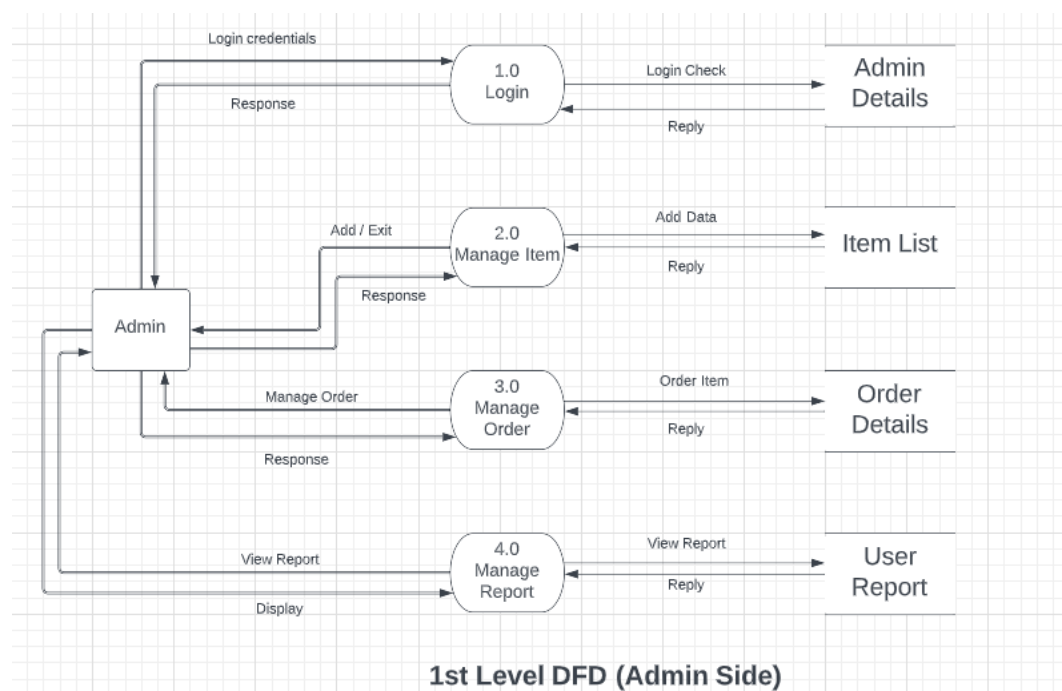 Login credentials
1.0
Login
Login Check
Admin
Details
Response
Reply
Add / Exit
2.0
Manage Item
Add Data
Item List
Reply
Response
Admin
Manage Order
3.0
Manage
Order
Order Item
Order
Details
Reply
Response
View Report
4.0
Manage
Report
View Report
User
Report
Reply
Display
1st Level DFD (Admin Side)